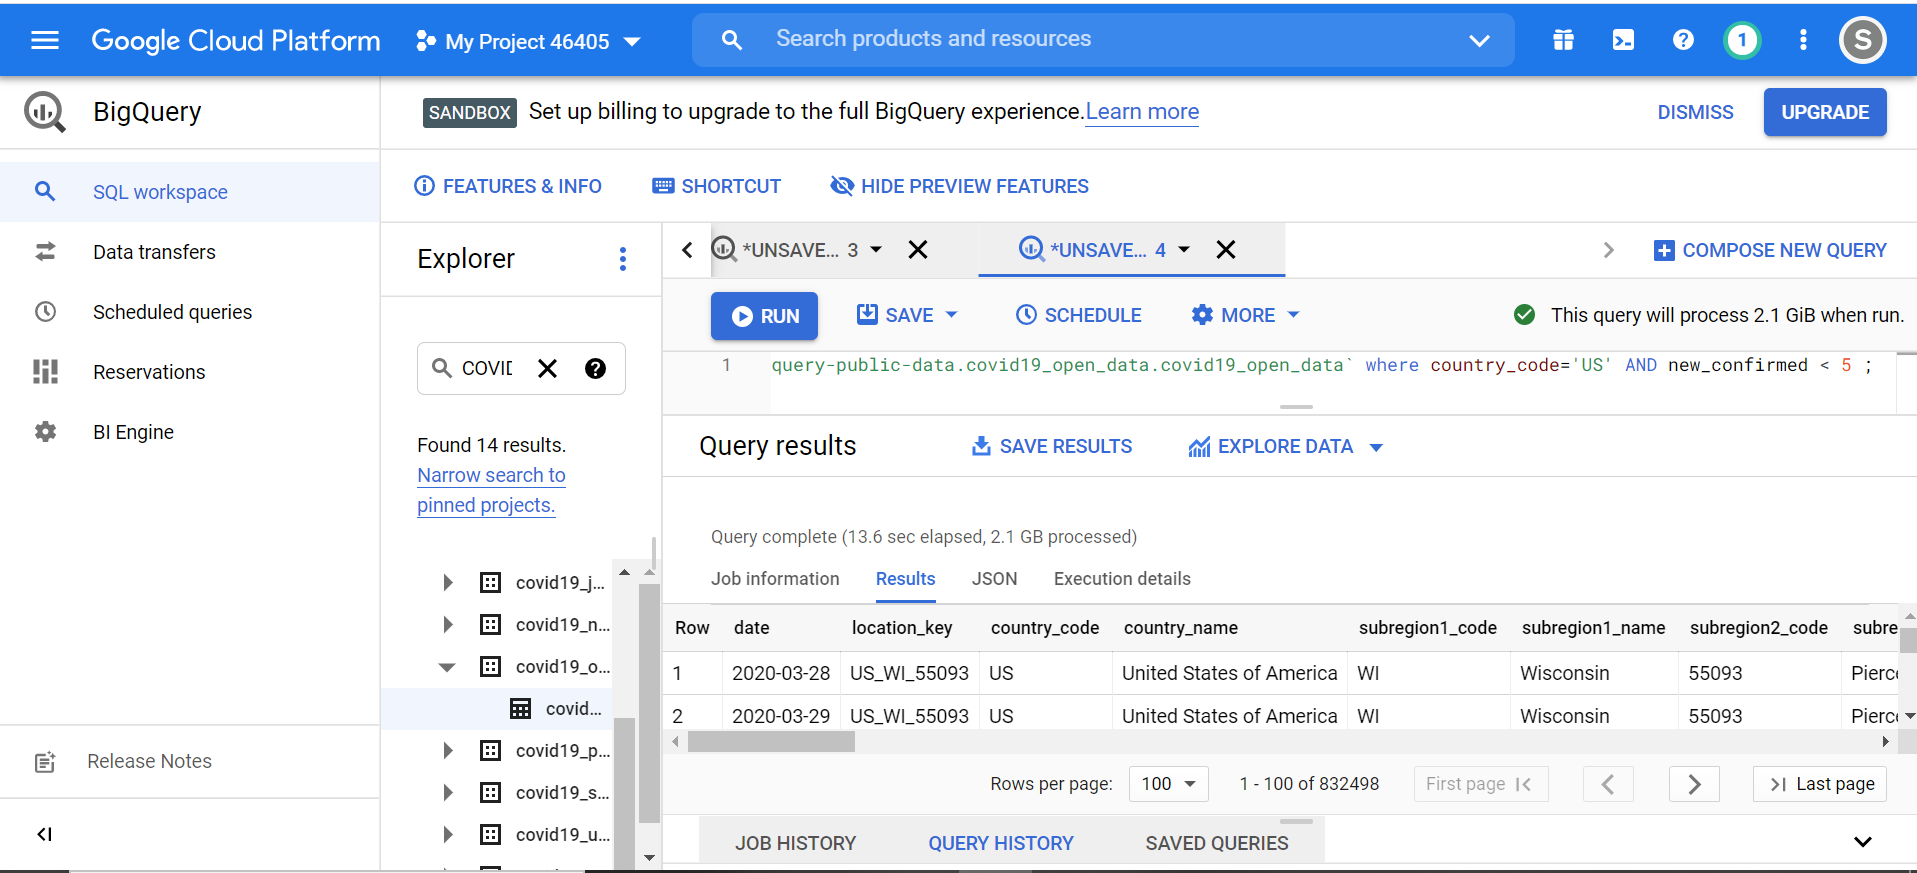 Google Cloud Platform My Project 46405 Search products and resources 1 S
BigQuery
SANDBOX Set up billing to upgrade to the full BigQuery experience. Learn more DISMISS UPGRADE
SQL workspace
Data transfers
Scheduled queries
Reservations
BI Engine
Release Notes
FEATURES & INFO SHORTCUT HIDE PREVIEW FEATURES
Explorer
COVID
Found 14 results.
Narrow search to
pinned projects.
covid19_j...
covid19_n...
covid19_o...
covid...
covid19_p...
covid19_s...
covid19_u...
*UNSAVE... 3 *UNSAVE... 4 COMPOSE NEW QUERY
RUN SAVE SCHEDULE MORE This query will process 2.1 GiB when run.
1 query-public-data.covid19_open_data.covid19_open_data` where country_code='US' AND new_confirmed < 5 ;
Query results SAVE RESULTS EXPLORE DATA
Query complete (13.6 sec elapsed, 2.1 GB processed)
Job information Results JSON Execution details
Row date location_key country_code country_name subregion1_code subregion1_name subregion2_code subre
1 2020-03-28 US_WI_55093 US United States of America WI Wisconsin 55093 Pierce
2 2020-03-29 US_WI_55093 US United States of America WI Wisconsin 55093 Pierce
Rows per page: 100 1 - 100 of 832498 First page Last page
JOB HISTORY QUERY HISTORY SAVED QUERIES